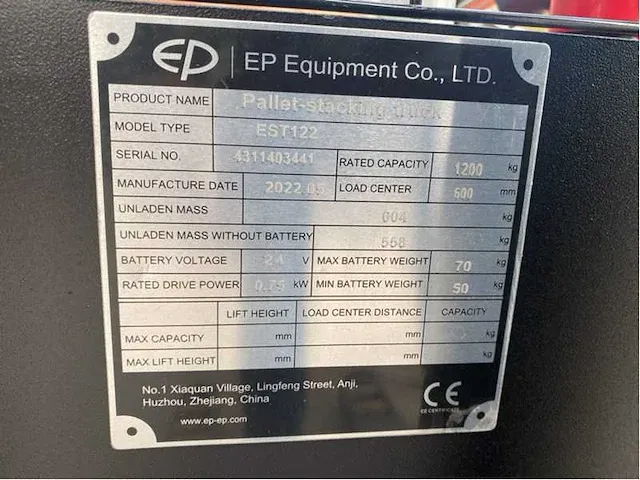 EP | EP Equipment Co., LTD.
PRODUCT NAME Pallet-stacking truck
MODEL TYPE EST122
SERIAL NO. 4311403441 RATED CAPACITY 1200 kg
MANUFACTURE DATE 2022.05 LOAD CENTER 600 mm
UNLADEN MASS 604 kg
UNLADEN MASS WITHOUT BATTERY 558 kg
BATTERY VOLTAGE 24 V MAX BATTERY WEIGHT 70 kg
RATED DRIVE POWER 0.75 kW MIN BATTERY WEIGHT 50 kg
LIFT HEIGHT LOAD CENTER DISTANCE CAPACITY
MAX CAPACITY mm mm kg
MAX LIFT HEIGHT mm mm kg
No.1 Xiaquan Village, Lingfeng Street, Anji,
Huzhou, Zhejiang, China
www.ep-ep.com
CE